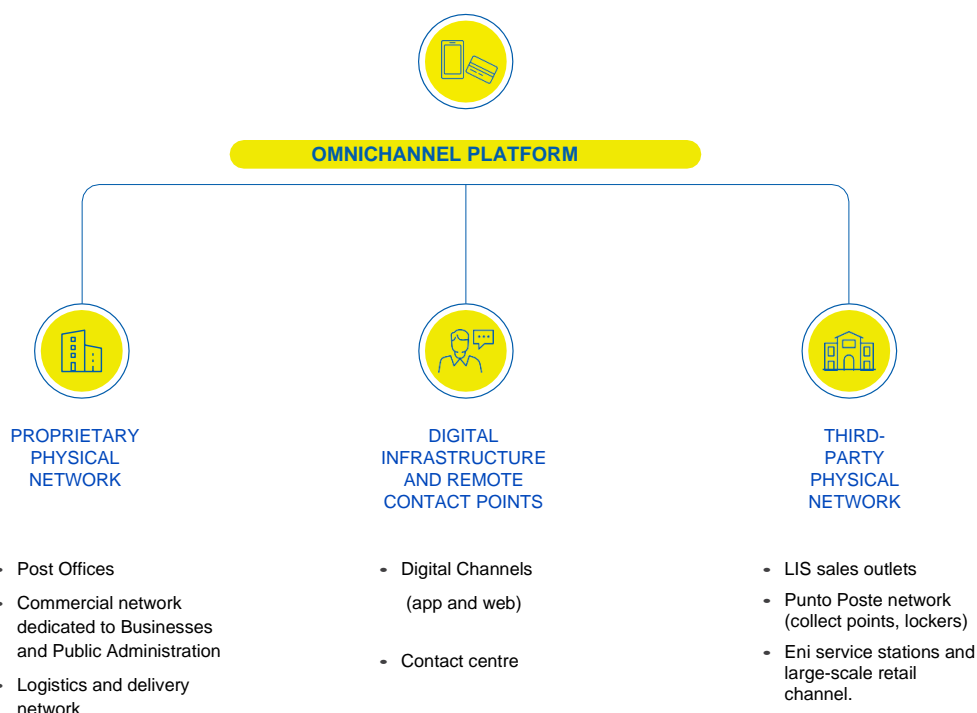 OMNICHANNEL PLATFORM
PROPRIETARY
PHYSICAL
NETWORK
• Post Offices
• Commercial network
dedicated to Businesses
and Public Administration
• Logistics and delivery
network
DIGITAL
INFRASTRUCTURE
AND REMOTE
CONTACT POINTS
• Digital Channels
(app and web)
• Contact centre
THIRD-
PARTY
PHYSICAL
NETWORK
• LIS sales outlets
• Punto Poste network
(collect points, lockers)
• Eni service stations and
large-scale retail
channel.